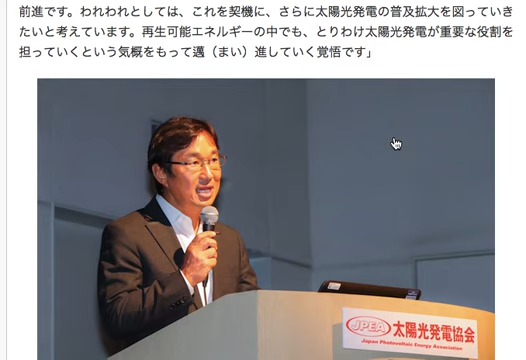 前進です。われわれとしては、これを契機に、さらに太陽光発電の普及拡大を図っていき
たいと考えています。再生可能エネルギーの中でも、とりわけ太陽光発電が重要な役割を
担っていくという気概をもって邁（まい）進していく覚悟です」
JPEA 太陽光発電協会
Japan Photovoltaic Energy Association